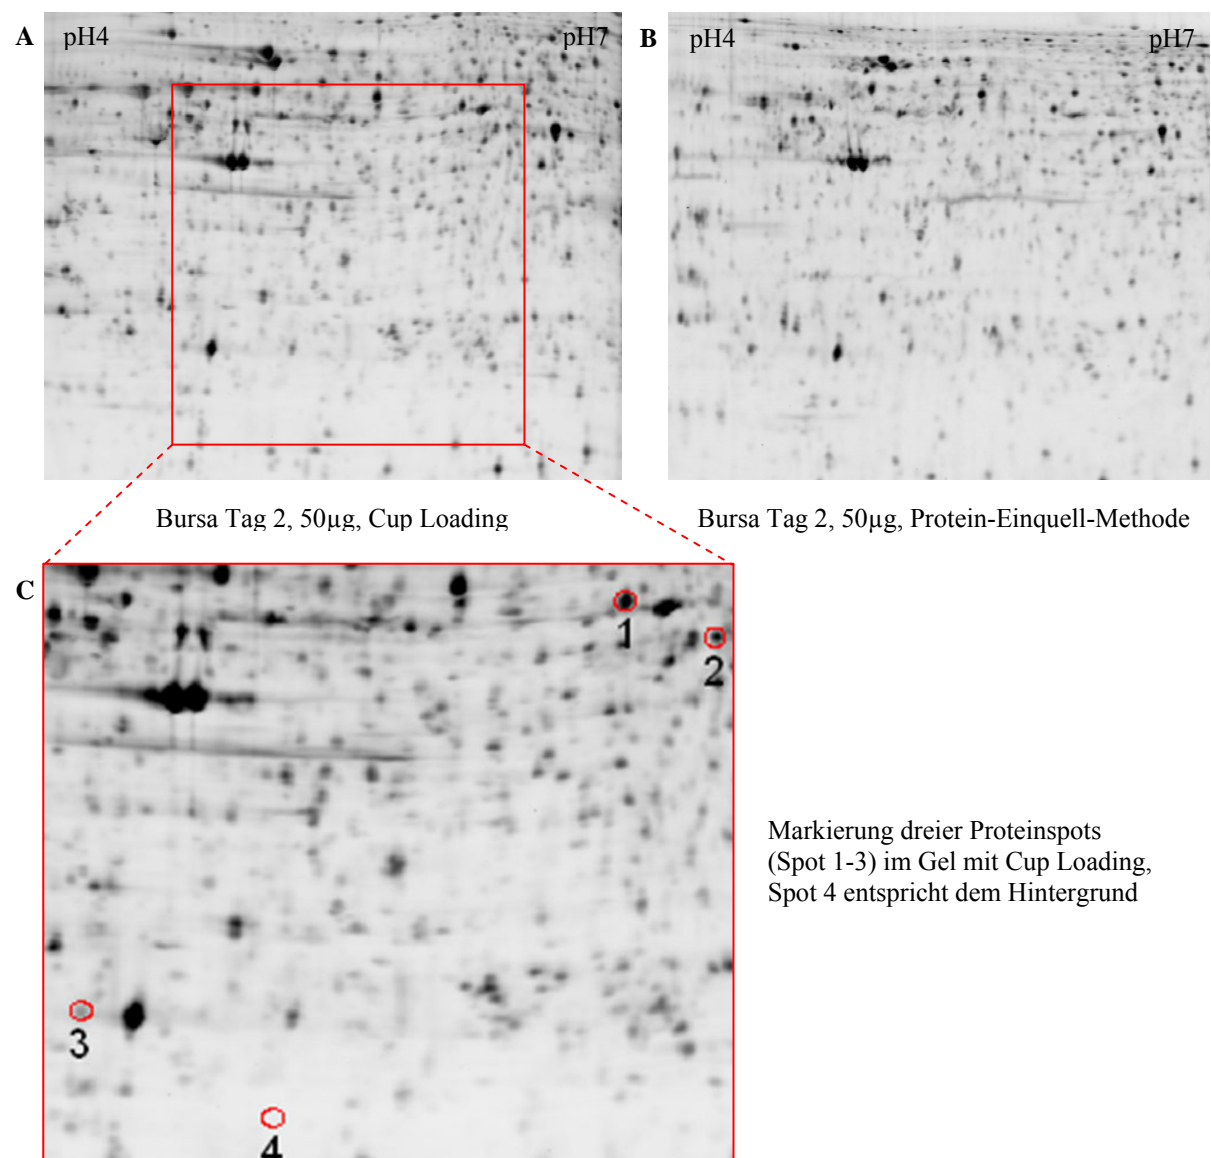 A pH4 pH7
B pH4 pH7
Bursa Tag 2, 50µg, Cup Loading
Bursa Tag 2, 50µg, Protein-Einquell-Methode
C
1
2
3
4
Markierung dreier Proteinspots
(Spot 1-3) im Gel mit Cup Loading,
Spot 4 entspricht dem Hintergrund